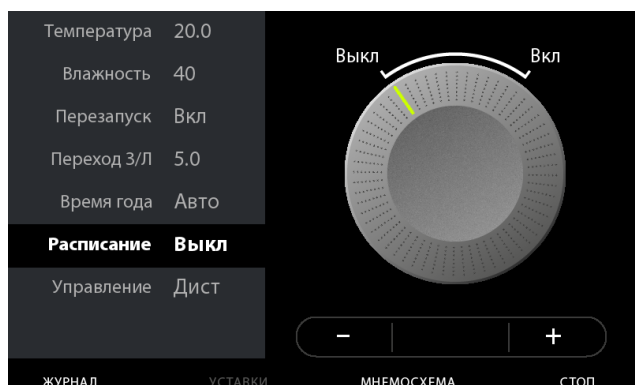 Температура 20.0
Влажность 40
Перезапуск Вкл
Переход З/Л 5.0
Время года Авто
Расписание Выкл
Управление Дист
Выкл Вкл
- +
ЖУРНАЛ УСТАВКИ МНЕМОСХЕМА СТОП